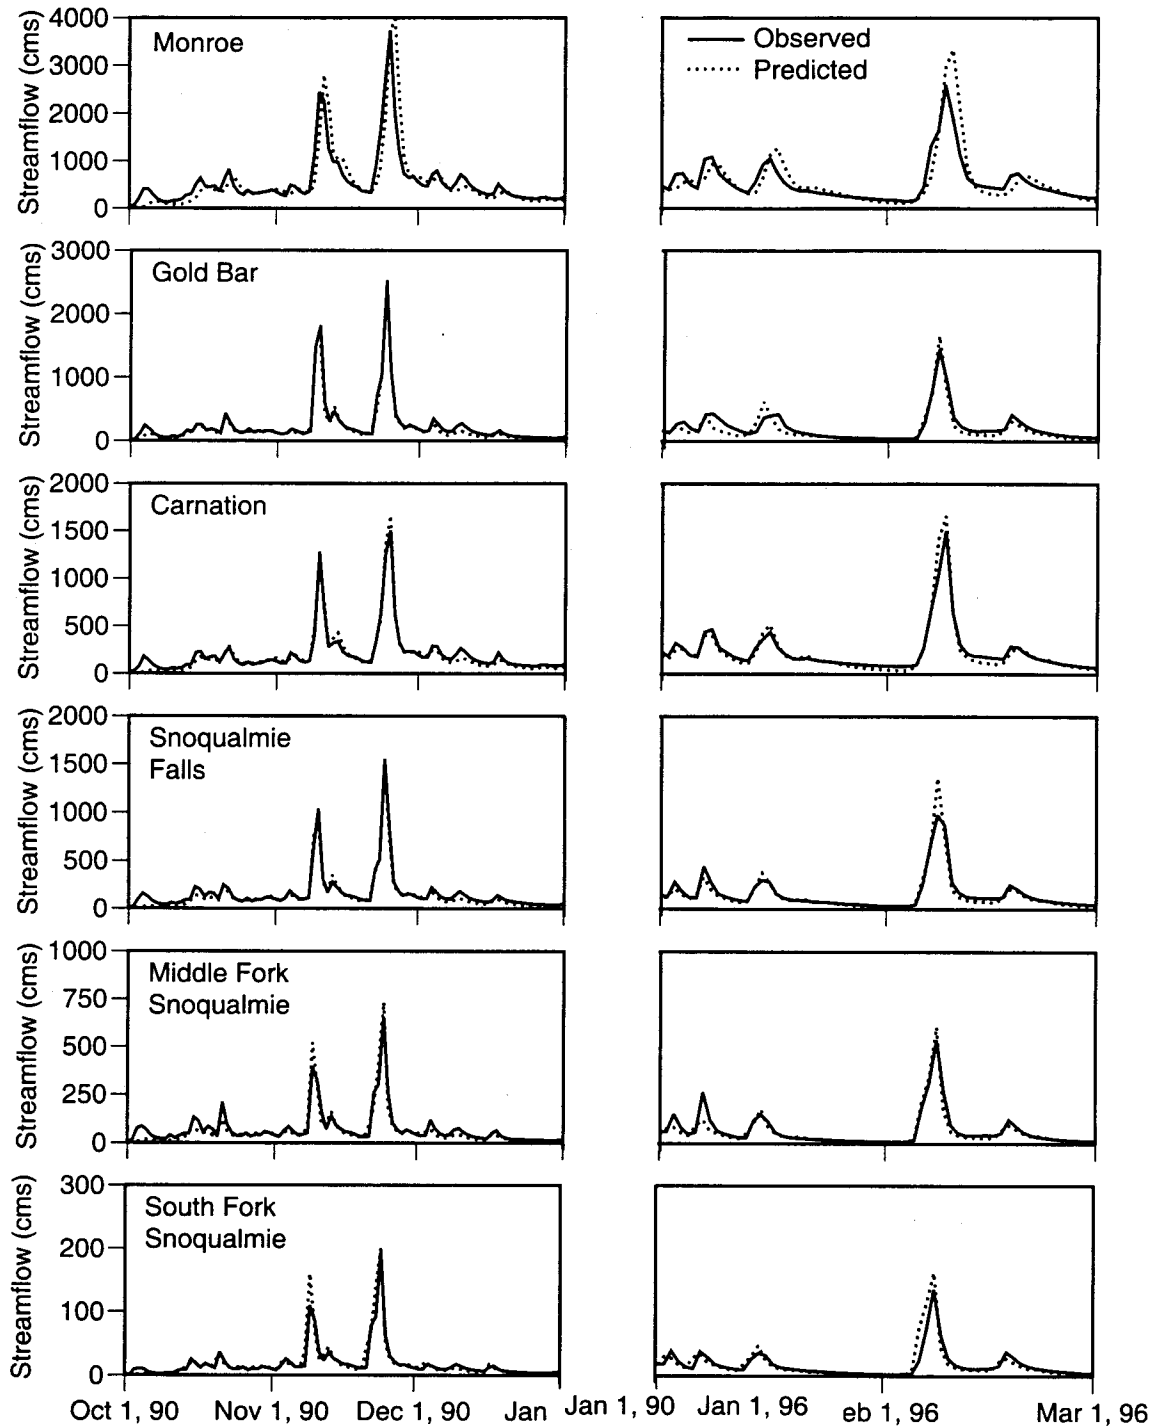 Streamflow (cms)
4000
3000
2000
1000
0
Monroe
Observed
Predicted
Streamflow (cms)
3000
2000
1000
0
Gold Bar
Streamflow (cms)
2000
1500
1000
500
0
Carnation
Streamflow (cms)
2000
1500
1000
500
0
Snoqualmie
Falls
Streamflow (cms)
1000
750
500
250
0
Middle Fork
Snoqualmie
Streamflow (cms)
300
200
100
0
South Fork
Snoqualmie
Oct 1, 90 Nov 1, 90 Dec 1, 90 Jan Jan 1, 90 Jan 1, 96 eb 1, 96 Mar 1, 96